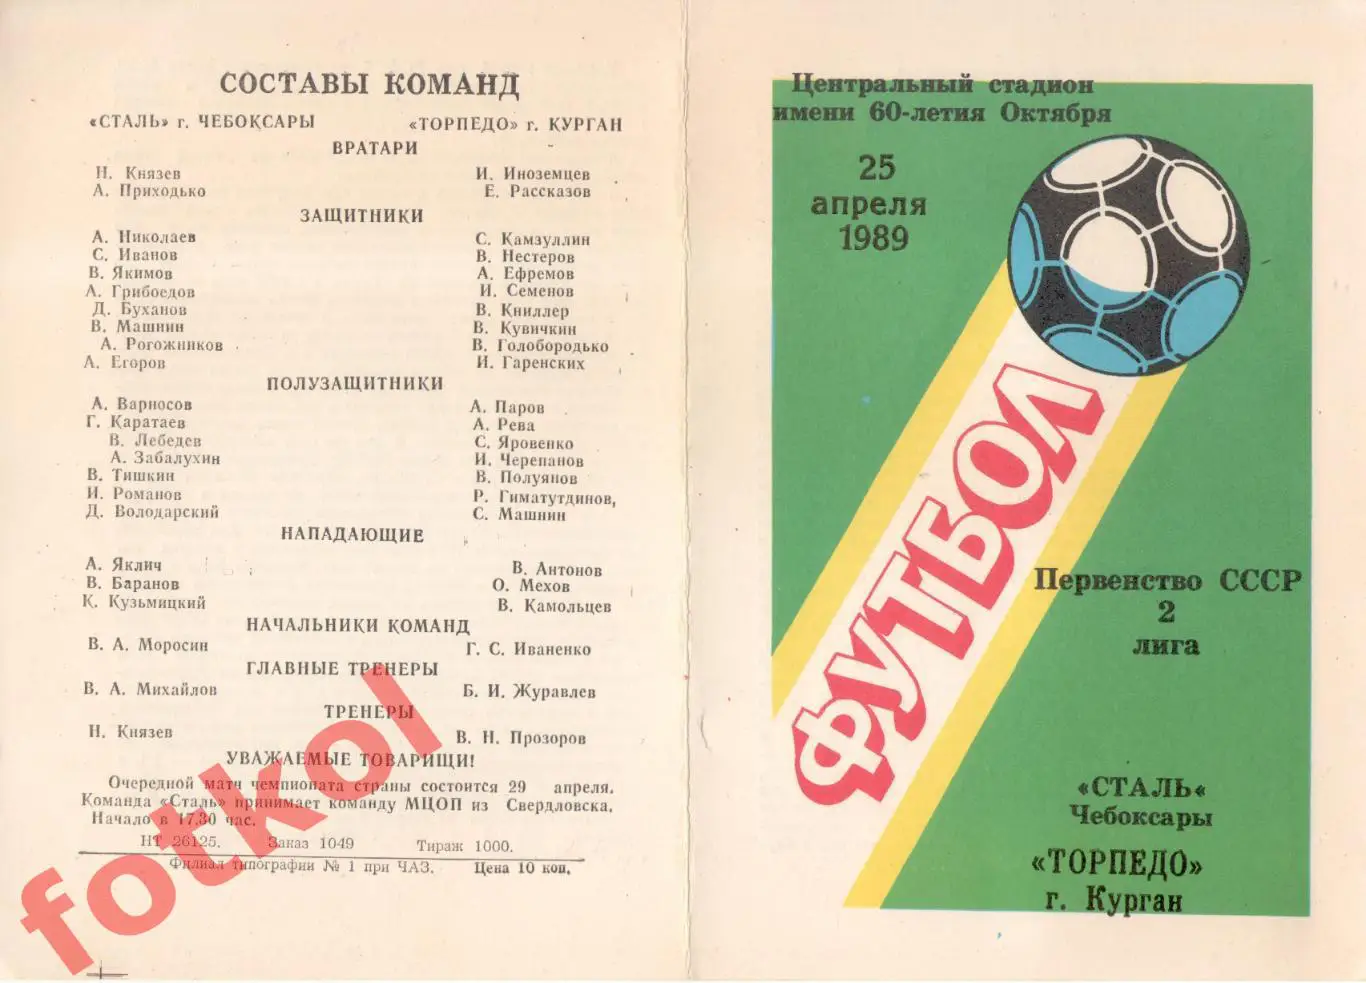 СОСТАВЫ КОМАНД
«СТАЛЬ» г. ЧЕБОКСАРЫ «ТОРПЕДО» г. КУРГАН
ВРАТАРИ
Н. Князев И. Иноземцев
А. Приходько Е. Рассказов
ЗАЩИТНИКИ
А. Николаев С. Камзуллин
С. Иванов В. Нестеров
В. Якимов А. Ефремов
А. Грибоедов И. Семенов
Д. Буханов В. Книллер
В. Машнин В. Кувичкин
А. Рогожников В. Голобородько
А. Егоров И. Гаренских
ПОЛУЗАЩИТНИКИ
А. Варносов А. Паров
Г. Каратаев А. Рева
В. Лебедев С. Яровенко
А. Забалухин И. Черепанов
В. Тишкин В. Полуянов
И. Романов Р. Гиматутдинов,
Д. Володарский С. Машнин
НАПАДАЮЩИЕ
А. Яклич В. Антонов
В. Баранов О. Мехов
К. Кузьмицкий В. Камольцев
НАЧАЛЬНИКИ КОМАНД
В. А. Моросин Г. С. Иваненко
ГЛАВНЫЕ ТРЕНЕРЫ
В. А. Михайлов Б. И. Журавлев
ТРЕНЕРЫ
Н. Князев В. Н. Прозоров
УВАЖАЕМЫЕ ТОВАРИЩИ!
Очередной матч чемпионата страны состоится 29 апреля.
Команда «Сталь» принимает команду МЦОП из Свердловска.
Начало в 17.30 час.
НТ 26125. Заказ 1049 Тираж 1000.
Филиал типографии № 1 при ЧАЗ. Цена 10 коп.
fotkol
Центральный стадион
имени 60-летия Октября
25
апреля
1989
ФУТБОЛ
Первенство СССР
2
лига
«СТАЛЬ«
Чебоксары
«ТОРПЕДО»
г. Курган